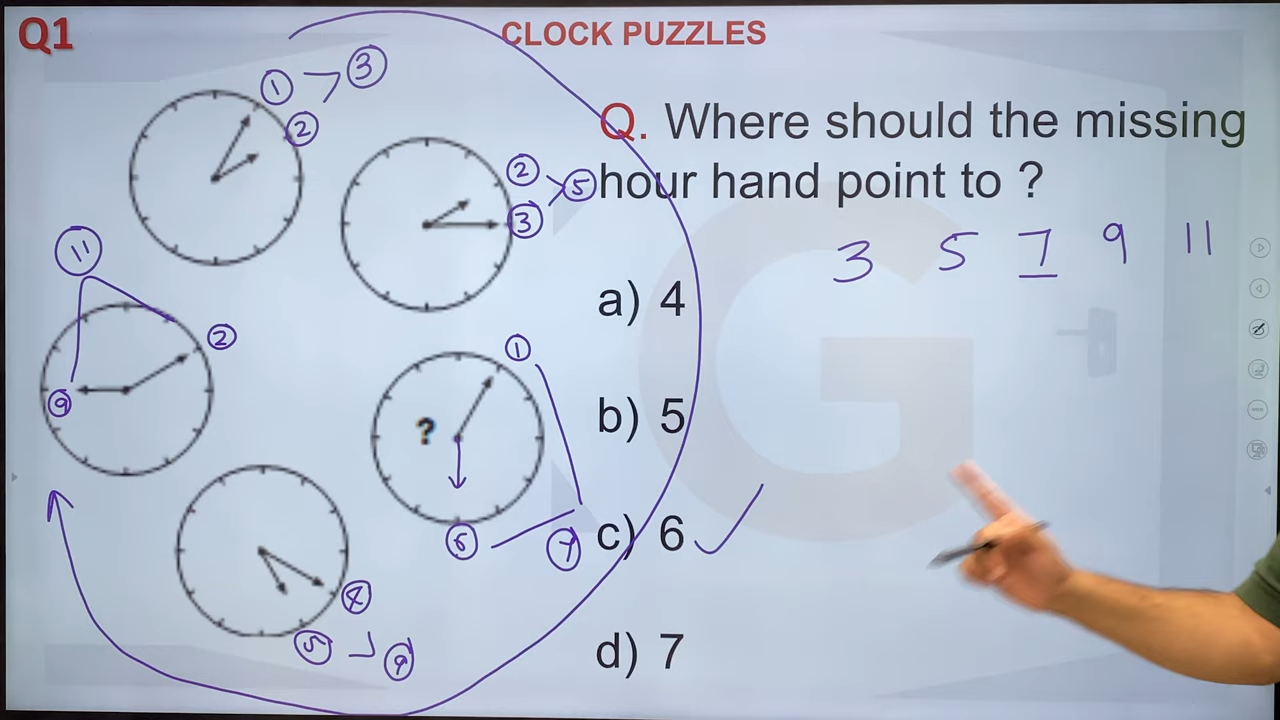 Q1
CLOCK PUZZLES
Q. Where should the missing
hour hand point to ?
3 5 7 9 11
1 3
2
2 5
3
11
2
9
1
?
6 7
4
5 9
a) 4
b) 5
c) 6
d) 7
G